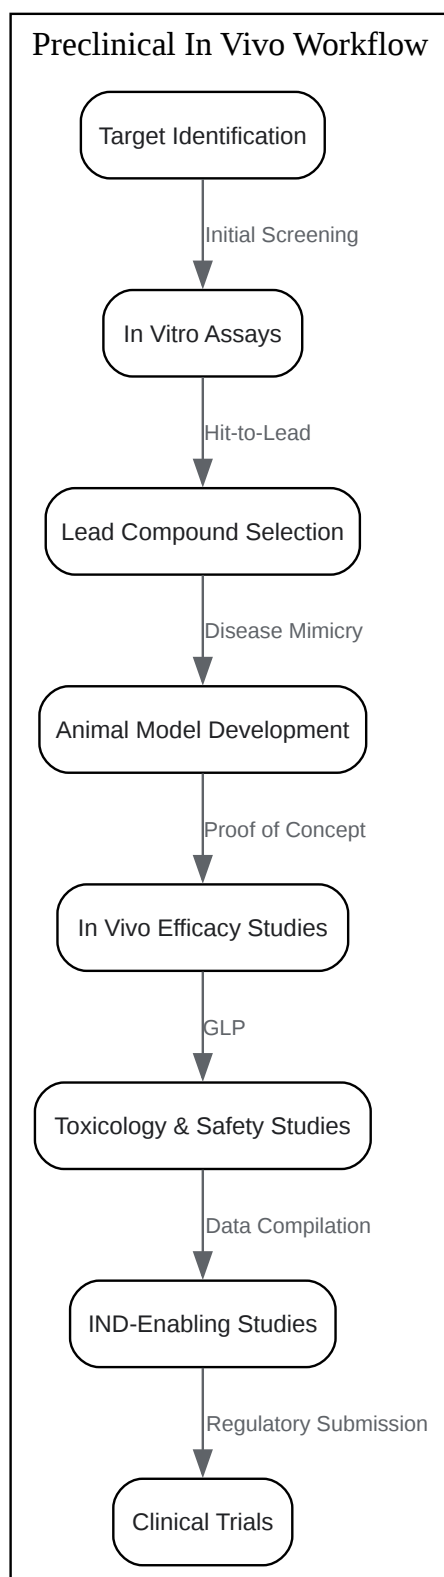 Preclinical In Vivo Workflow
Target Identification
Initial Screening
In Vitro Assays
Hit-to-Lead
Lead Compound Selection
Disease Mimicry
Animal Model Development
Proof of Concept
In Vivo Efficacy Studies
GLP
Toxicology & Safety Studies
Data Compilation
IND-Enabling Studies
Regulatory Submission
Clinical Trials